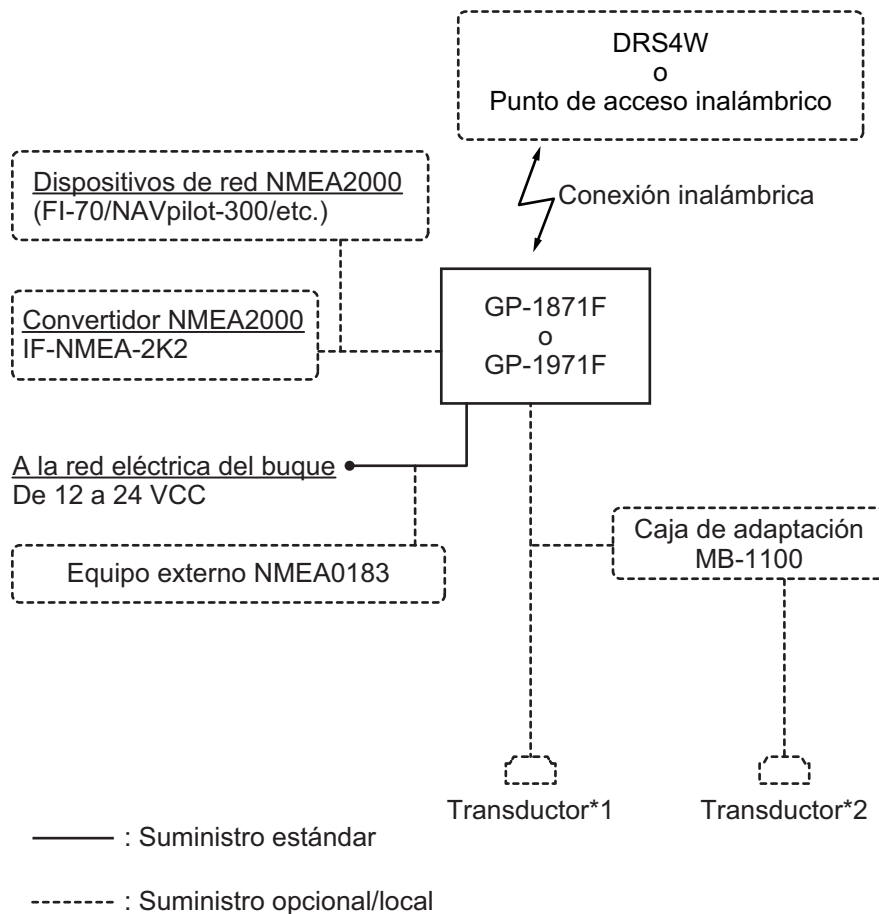 DRS4W
o
Punto de acceso inalámbrico
Conexión inalámbrica
Dispositivos de red NMEA2000
(FI-70/NAVpilot-300/etc.)
Convertidor NMEA2000
IF-NMEA-2K2
GP-1871F
o
GP-1971F
A la red eléctrica del buque
De 12 a 24 VCC
Equipo externo NMEA0183
Caja de adaptación
MB-1100
Transductor*1
Transductor*2
: Suministro estándar
: Suministro opcional/local